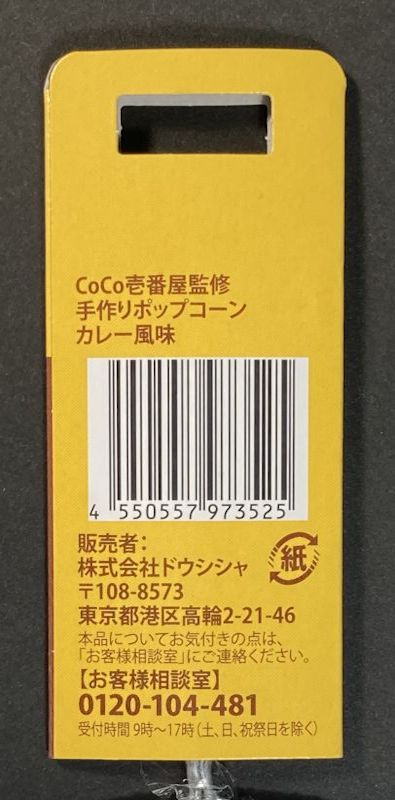 CoCo壱番屋監修
手作りポップコーン
カレー風味
4 550557 973525
販売者：
株式会社ドウシシャ
〒108-8573
東京都港区高輪2-21-46
紙
本品についてお気付きの点は、
「お客様相談室」にご連絡ください。
【お客様相談室】
0120-104-481
受付時間 9時〜17時（土、日、祝祭日を除く）